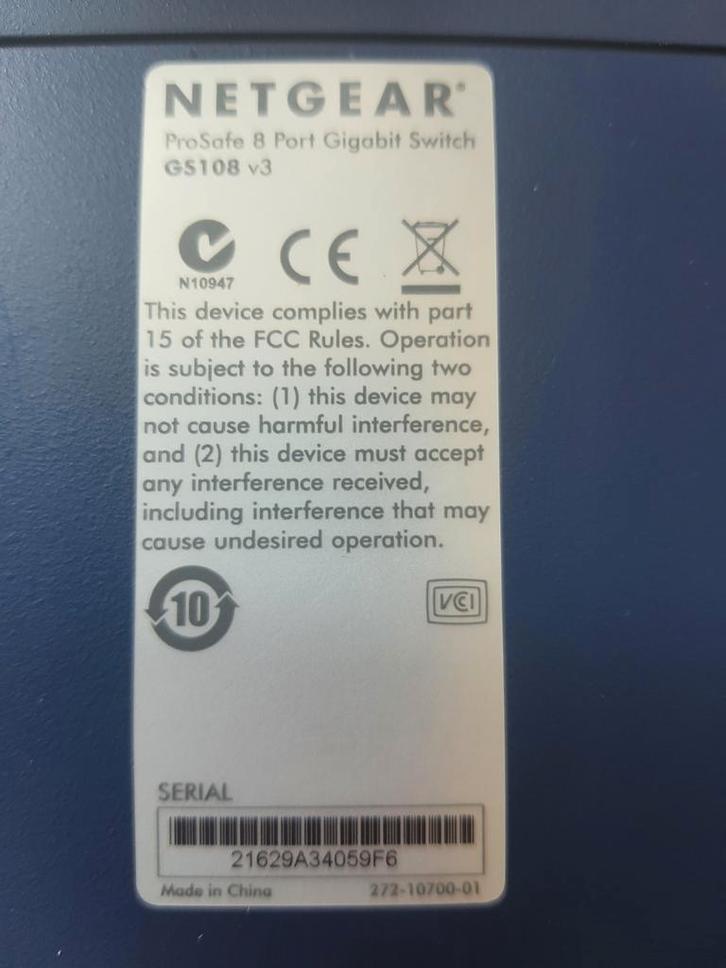 NETGEAR®
ProSafe 8 Port Gigabit Switch
GS108 v3
N10947
CE
This device complies with part
15 of the FCC Rules. Operation
is subject to the following two
conditions: (1) this device may
not cause harmful interference,
and (2) this device must accept
any interference received,
including interference that may
cause undesired operation.
10
VCI
SERIAL
21629A34059F6
Made in China 272-10700-01